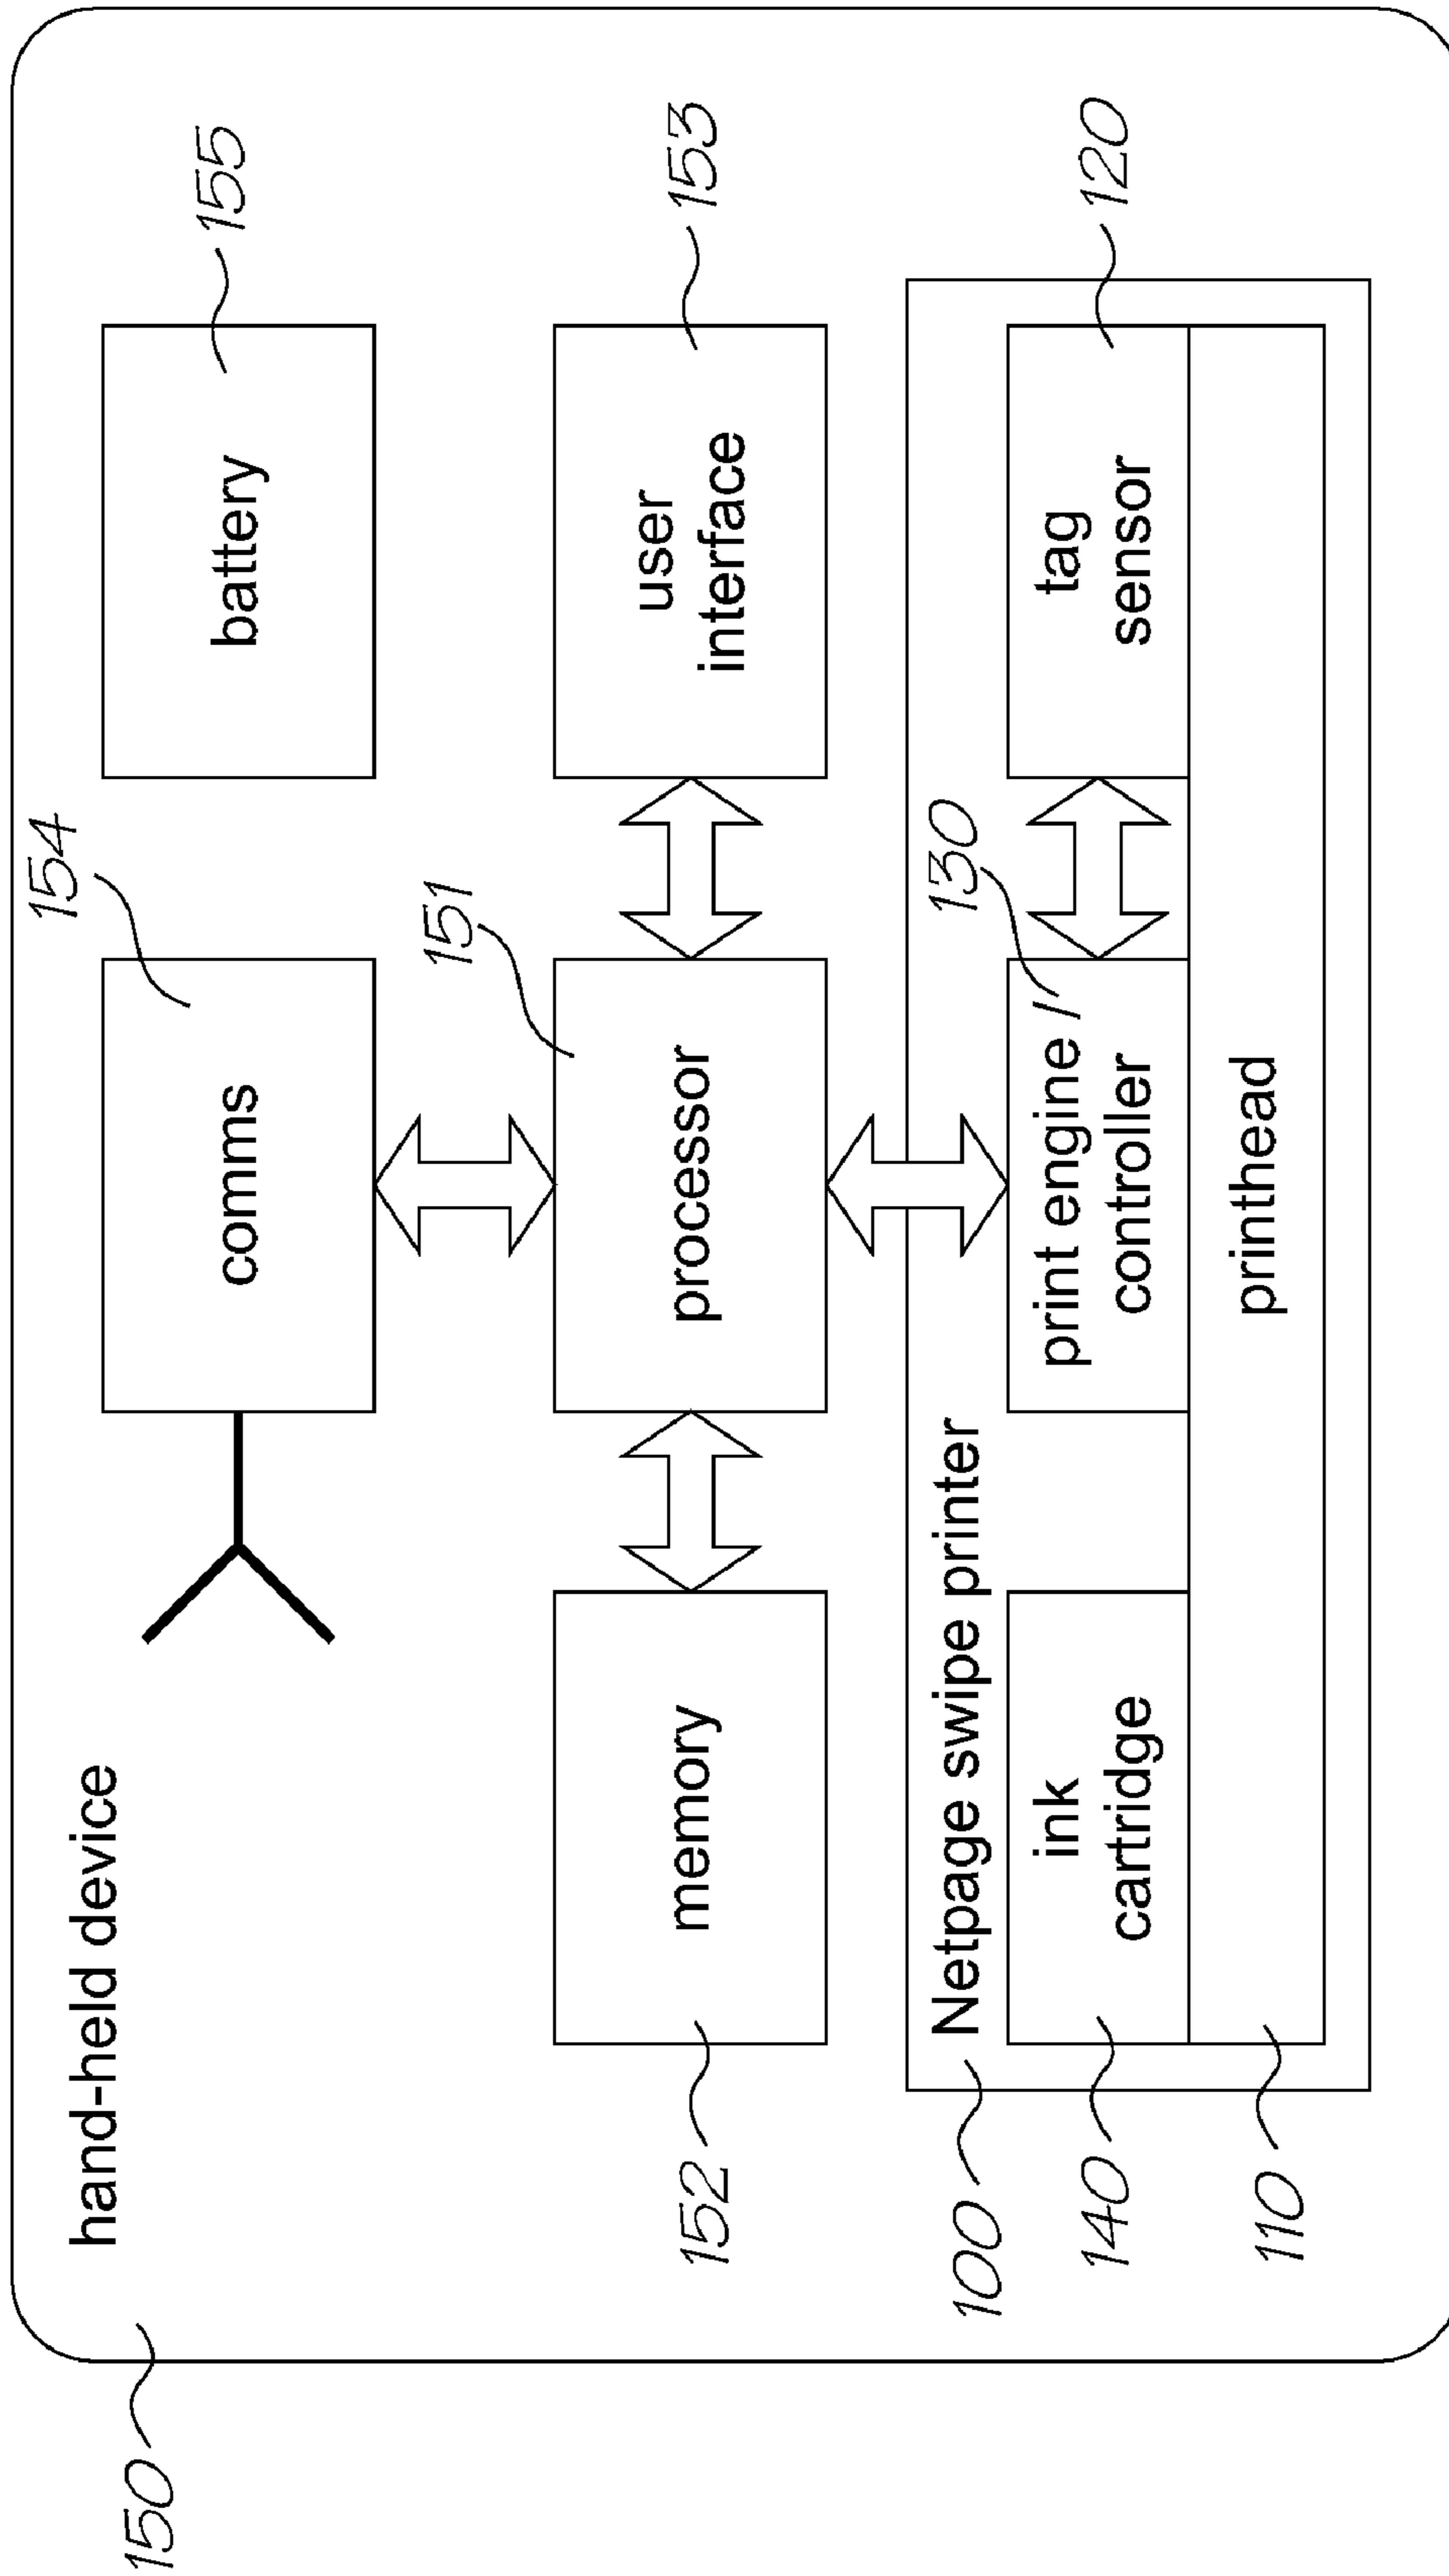 150
hand-held device
154
155
comms
battery
151
152
153
memory
processor
user
interface
100
Netpage swipe printer
130
120
140
ink
cartridge
print engine /
controller
tag
sensor
110
printhead